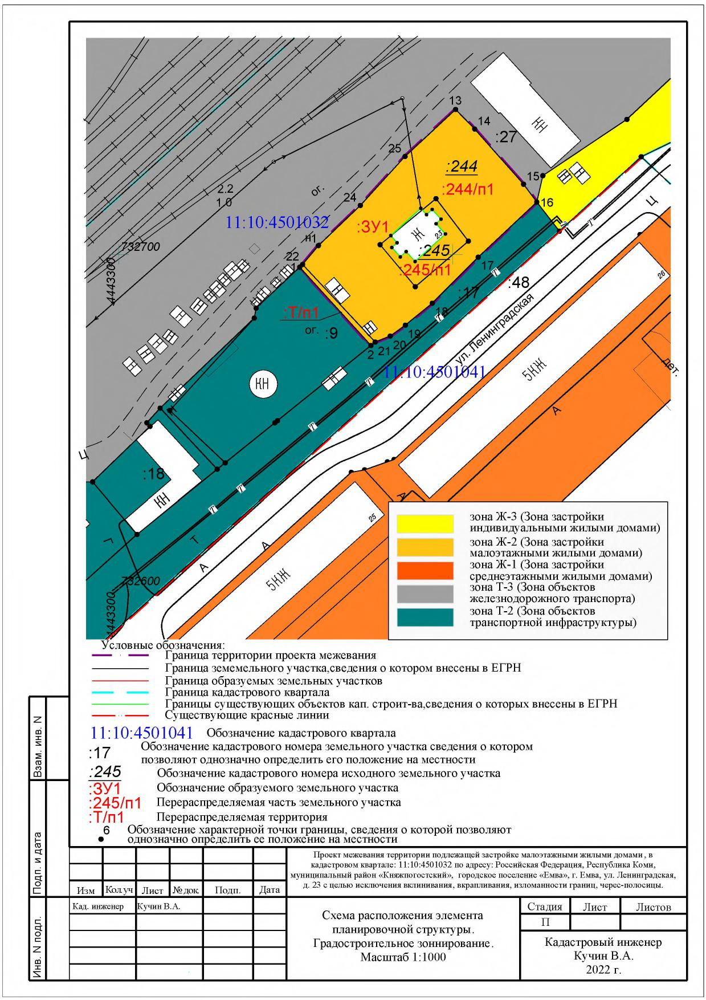 13
14
:27
КН
25
15
:244
:244/п1
16
24
ог.
2.2
1.0
11:10:4501032
:ЗУ1
Ж
23
н1
:245
:245/п1
22
1
732700
4443300
17
Т
:48
:17
26
Ц
Н
:Т/п1
ог.
:9
18
19
20
21
2
ул. Ленинградская
11:10:4501041
5КЖ
дет.
КН
А
Т
Ц
:18
КН
Г
Т
А
А
А
25
5КЖ
732600
4443300
зона Ж-3 (Зона застройки
индивидуальными жилыми домами)
зона Ж-2 (Зона застройки
малоэтажными жилыми домами)
зона Ж-1 (Зона застройки
среднеэтажными жилыми домами)
зона Т-3 (Зона объектов
железнодорожного транспорта)
зона Т-2 (Зона объектов
транспортной инфраструктуры)
Условные обозначения:
Граница территории проекта межевания
Граница земемельного участка,сведения о котором внесены в ЕГРН
Граница образуемых земельных участков
Граница кадастрового квартала
Границы существующих объектов кап. строит-ва,сведения о которых внесены в ЕГРН
Существующие красные линии
11:10:4501041 Обозначение кадастрового квартала
:17 Обозначение кадастрового номера земельного участка сведения о котором
позволяют однозначно определить его положение на местности
:245 Обозначение кадастрового номера исходного земельного участка
:ЗУ1 Обозначение образуемого земельного участка
:245/п1 Перераспределяемая часть земельного участка
:Т/п1 Перераспределяемая территория
6 Обозначение характерной точки границы, сведения о которой позволяют
однозначно определить ее положение на местности
Взам. инв. N
Подп. и дата
Инв. N подл.
Изм Кол.уч Лист № док. Подп. Дата
Кад. инженер Кучин В.А.
Проект межевания территории подлежащей застройке малоэтажными жилыми домами , в
кадастровом квартале: 11:10:4501032 по адресу: Российская Федерация, Республика Коми,
муниципальный район «Княжпогостский», городское поселение «Емва», г. Емва, ул. Ленинградская,
д. 23 с целью исключения вклинивания, вкрапливания, изломанности границ, черес-полосицы.
Схема расположения элемента
планировочной структуры.
Градостроительное зоннирование.
Масштаб 1:1000
Стадия Лист Листов
П
Кадастровый инженер
Кучин В.А.
2022 г.